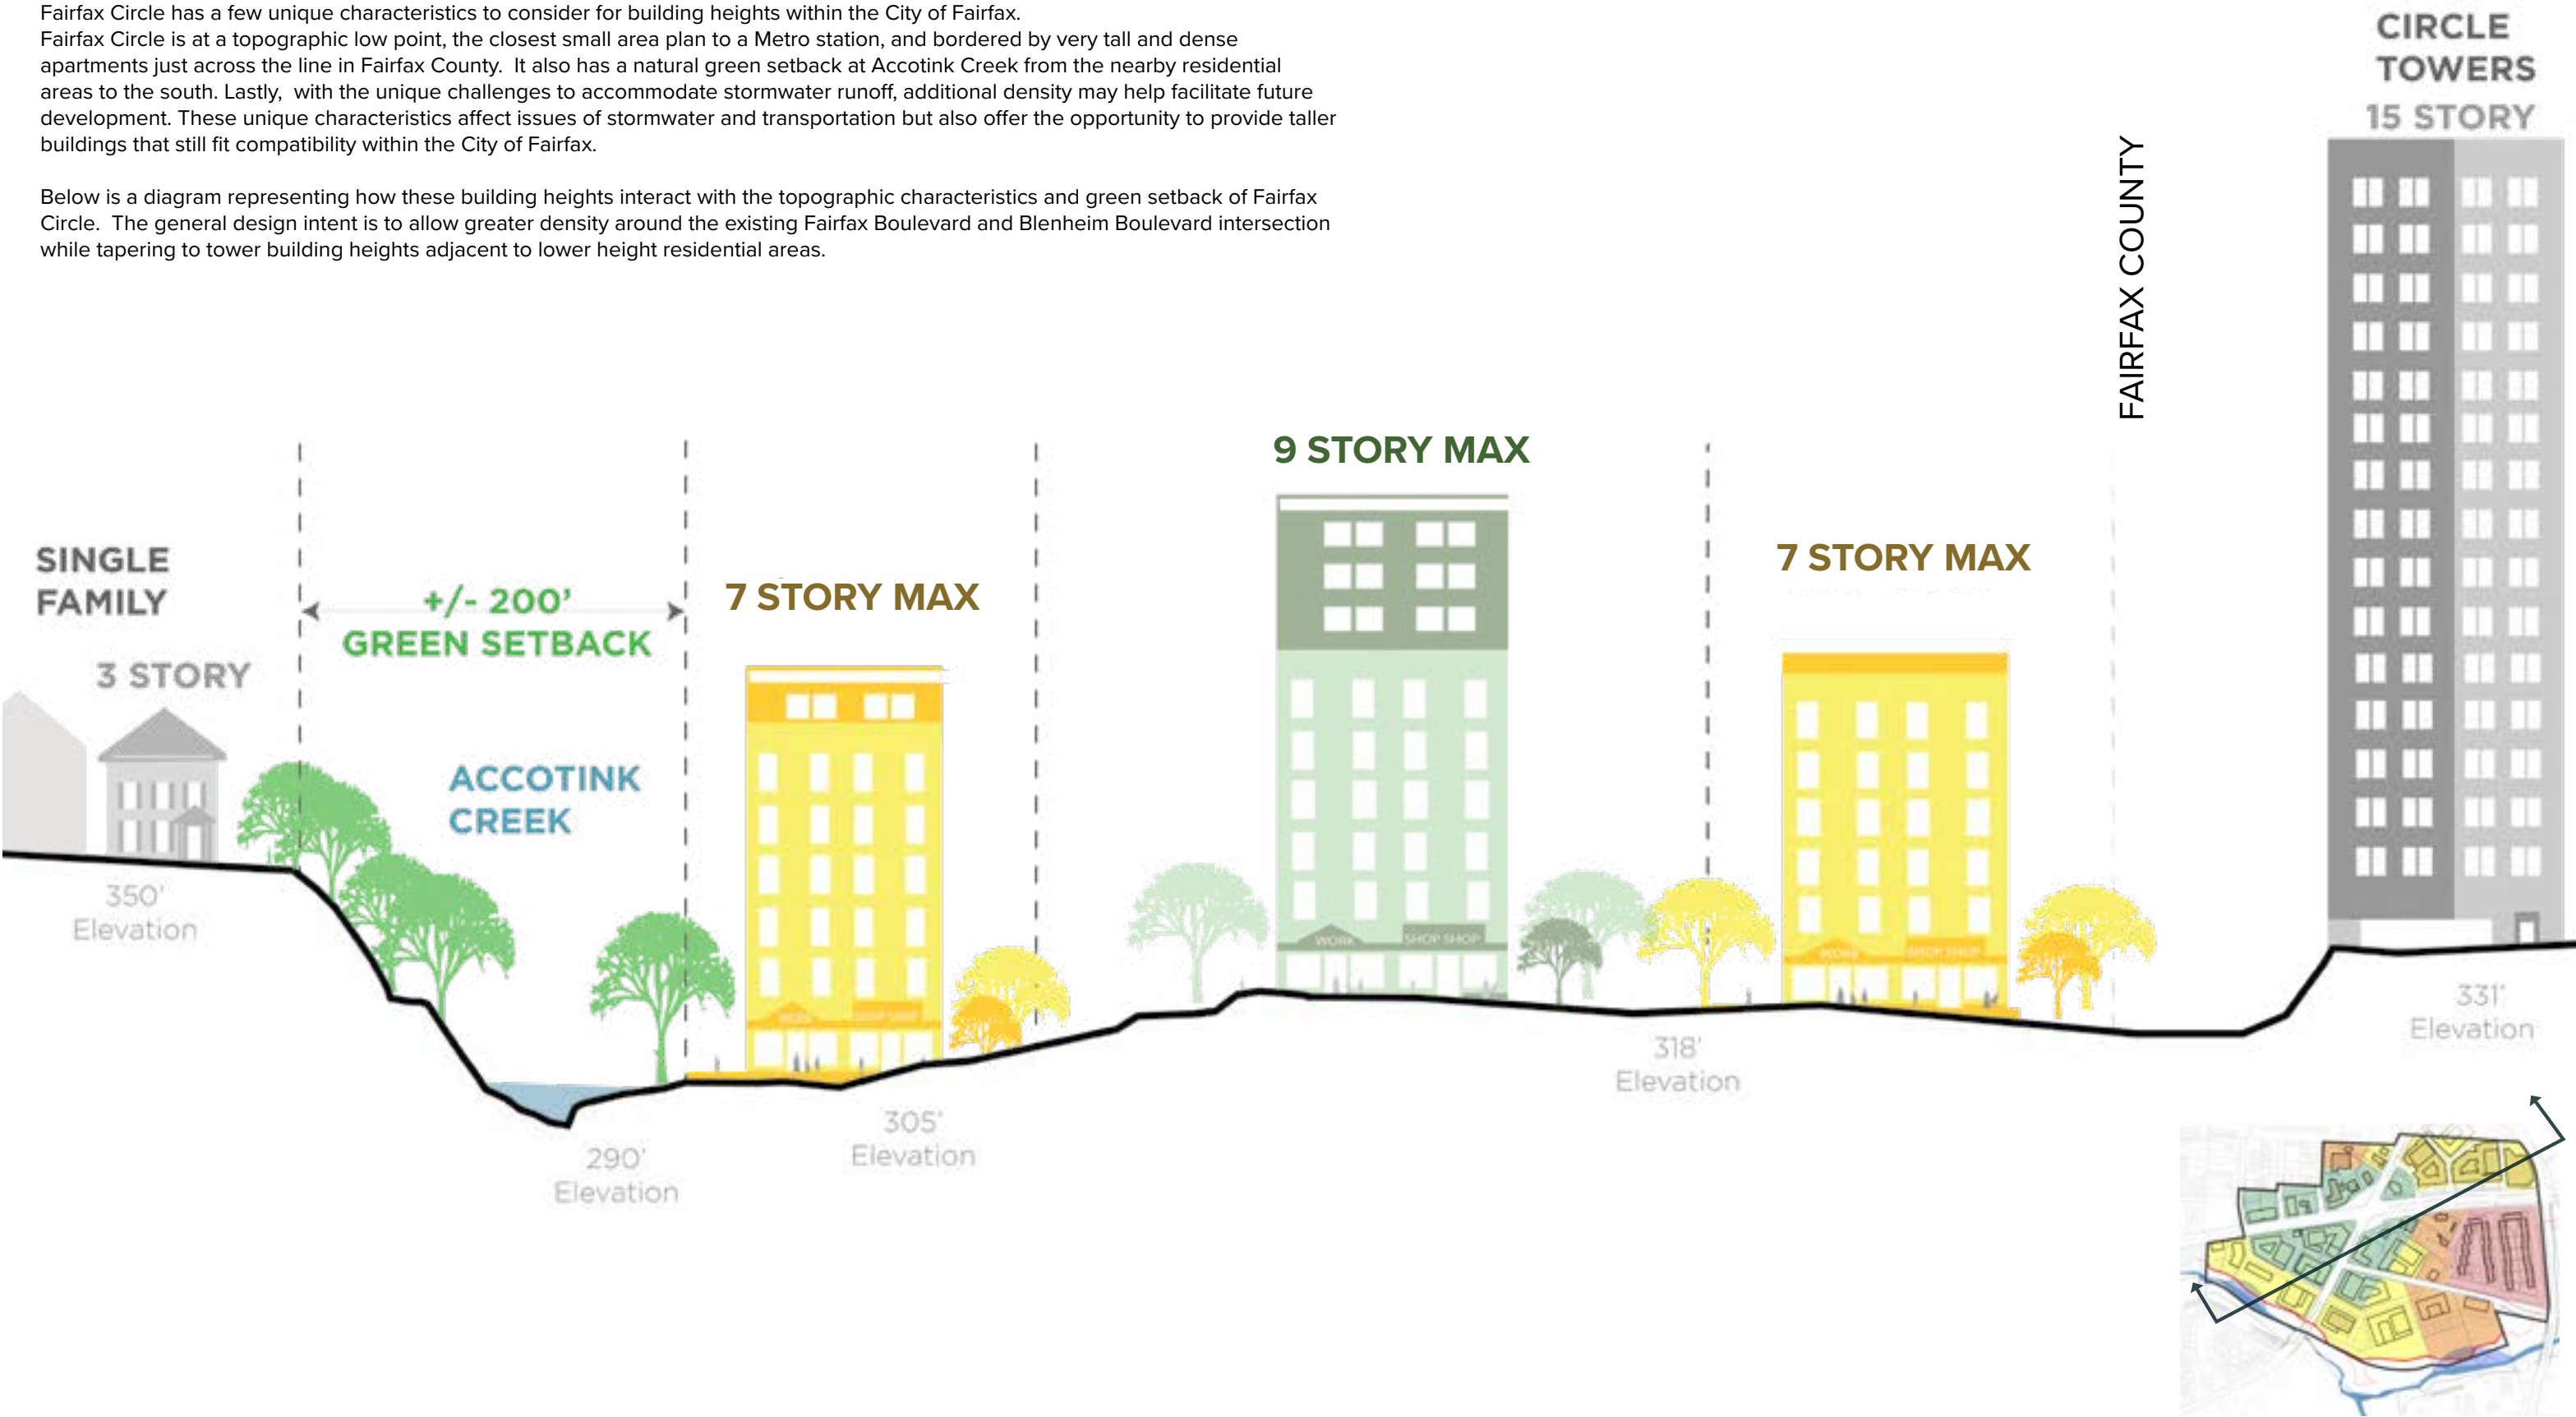 Fairfax Circle has a few unique characteristics to consider for building heights within the City of Fairfax.
Fairfax Circle is at a topographic low point, the closest small area plan to a Metro station, and bordered by very tall and dense
apartments just across the line in Fairfax County. It also has a natural green setback at Accotink Creek from the nearby residential
areas to the south. Lastly, with the unique challenges to accommodate stormwater runoff, additional density may help facilitate future
development. These unique characteristics affect issues of stormwater and transportation but also offer the opportunity to provide taller
buildings that still fit compatibility within the City of Fairfax.
Below is a diagram representing how these building heights interact with the topographic characteristics and green setback of Fairfax
Circle. The general design intent is to allow greater density around the existing Fairfax Boulevard and Blenheim Boulevard intersection
while tapering to tower building heights adjacent to lower height residential areas.
CIRCLE
TOWERS
15 STORY
FAIRFAX COUNTY
9 STORY MAX
7 STORY MAX
SINGLE
FAMILY
+/- 200'
GREEN SETBACK
7 STORY MAX
3 STORY
ACCOTINK
CREEK
350'
Elevation
WORK
SHOP SHOP
WORK
SHOP SHOP
WORK
SHOP SHOP
331'
Elevation
318'
Elevation
305'
Elevation
290'
Elevation